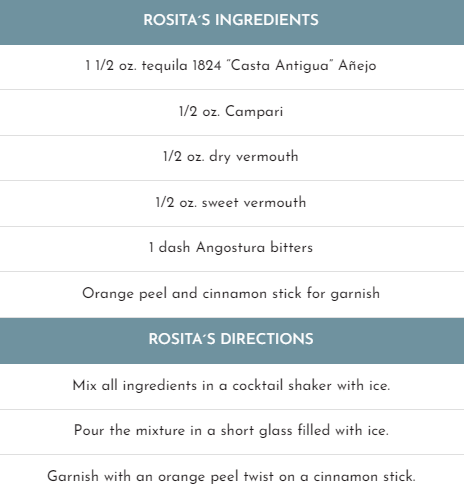 ROSITA´S INGREDIENTS
1 1/2 oz. tequila 1824 “Casta Antigua” Añejo
1/2 oz. Campari
1/2 oz. dry vermouth
1/2 oz. sweet vermouth
1 dash Angostura bitters
Orange peel and cinnamon stick for garnish
ROSITA´S DIRECTIONS
Mix all ingredients in a cocktail shaker with ice.
Pour the mixture in a short glass filled with ice.
Garnish with an orange peel twist on a cinnamon stick.